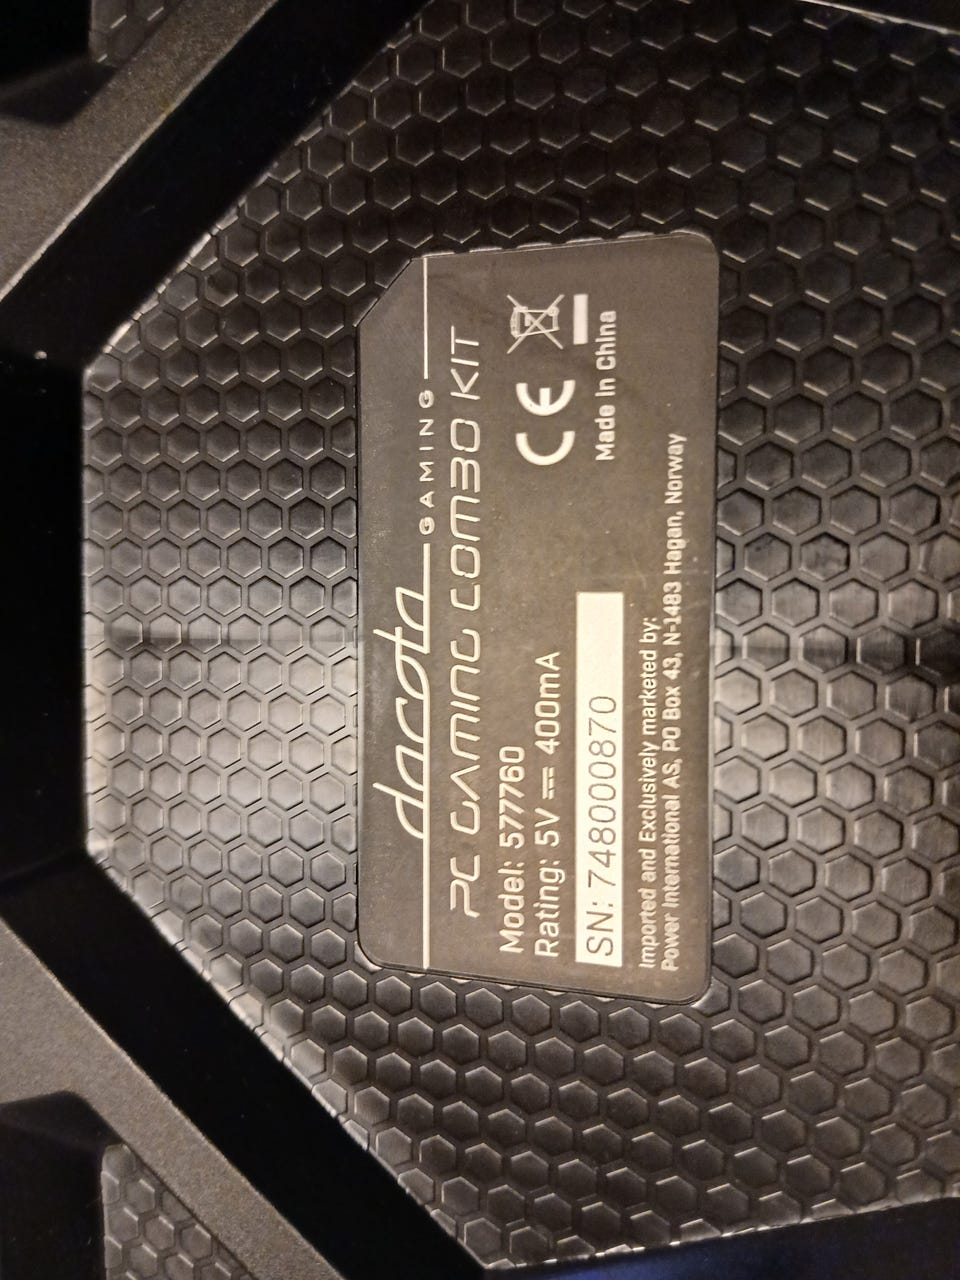 dacota GAMING
PC GAMING COMBO KIT
Model: 577760
Rating: 5V ⎓ 400mA
CE
SN: 7480000870
Made In China
Imported and Exclusively marketed by:
Power International AS, PO Box 43, N-1483 Hagan, Norway